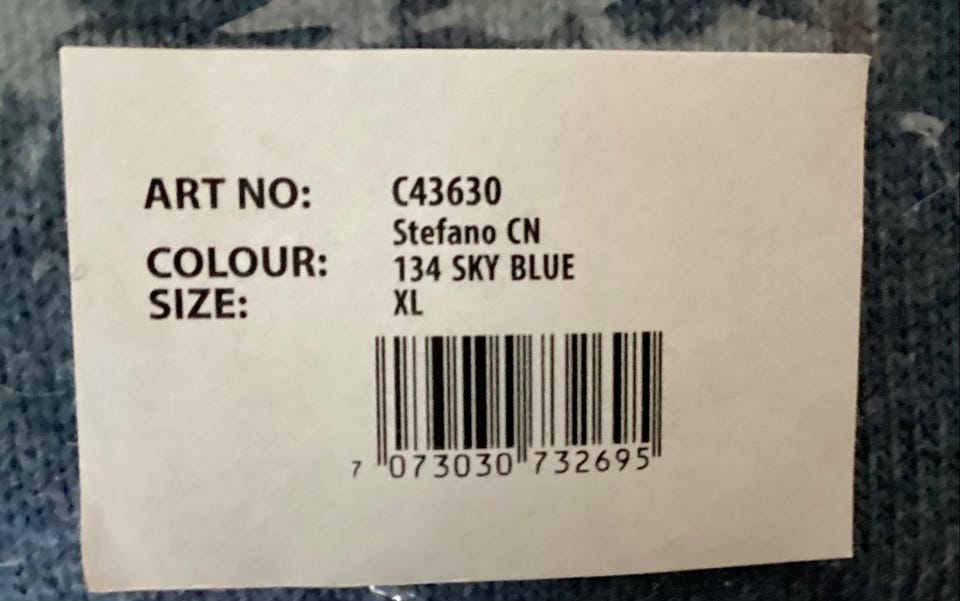 ART NO: C43630
Stefano CN
COLOUR: 134 SKY BLUE
SIZE: XL
7 073030 732695